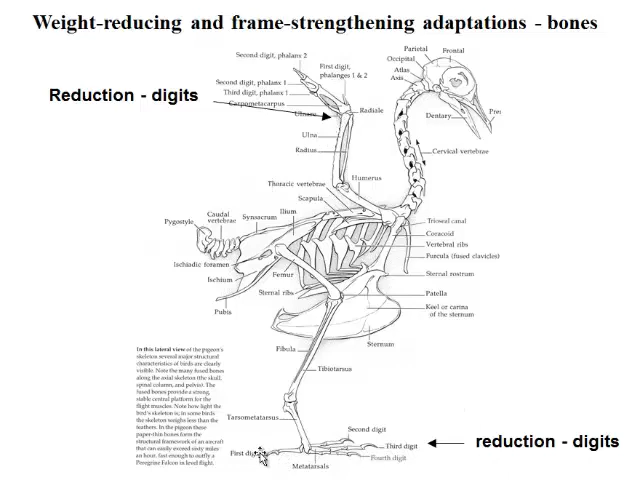 Weight-reducing and frame-strengthening adaptations - bones
Second digit, phalanx 2
First digit,
phalanges 1 & 2
Second digit, phalanx 1
Third digit, phalanx 1
Carpometacarpus
Reduction - digits
Ulna
Radius
Radiale
Parietal
Frontal
Occipital
Atlas
Axis
Dentary
Cervical vertebrae
Humerus
Thoracic vertebrae
Scapula
Ilium
Synsacrum
Caudal
vertebrae
Pygostyle
Trioseal canal
Coracoid
Vertebral ribs
Furcula (fused clavicles)
Sternal rostrum
Ischiadic foramen
Ischium
Femur
Sternal ribs
Pubis
Patella
Keel or carina
of the sternum
Sternum
Fibula
Tibiotarsus
In this lateral view of the pigeon's
skeleton several major structural
characteristics of birds are clearly
visible. Note the many fused bones
along the axial skeleton (the skull,
spinal column, and pelvis). The
fused bones provide a strong,
stable central platform for the
flight muscles. Note how light the
bird's skeleton is; in some birds
the skeleton weighs less than the
feathers. In the pigeon these
paper-thin bones form the
structural framework of an aircraft
that can easily exceed sixty miles
an hour, fast enough to outfly a
Peregrine Falcon in level flight.
Tarsometatarsus
Second digit
Third digit
Fourth digit
First
Metatarsals
reduction - digits